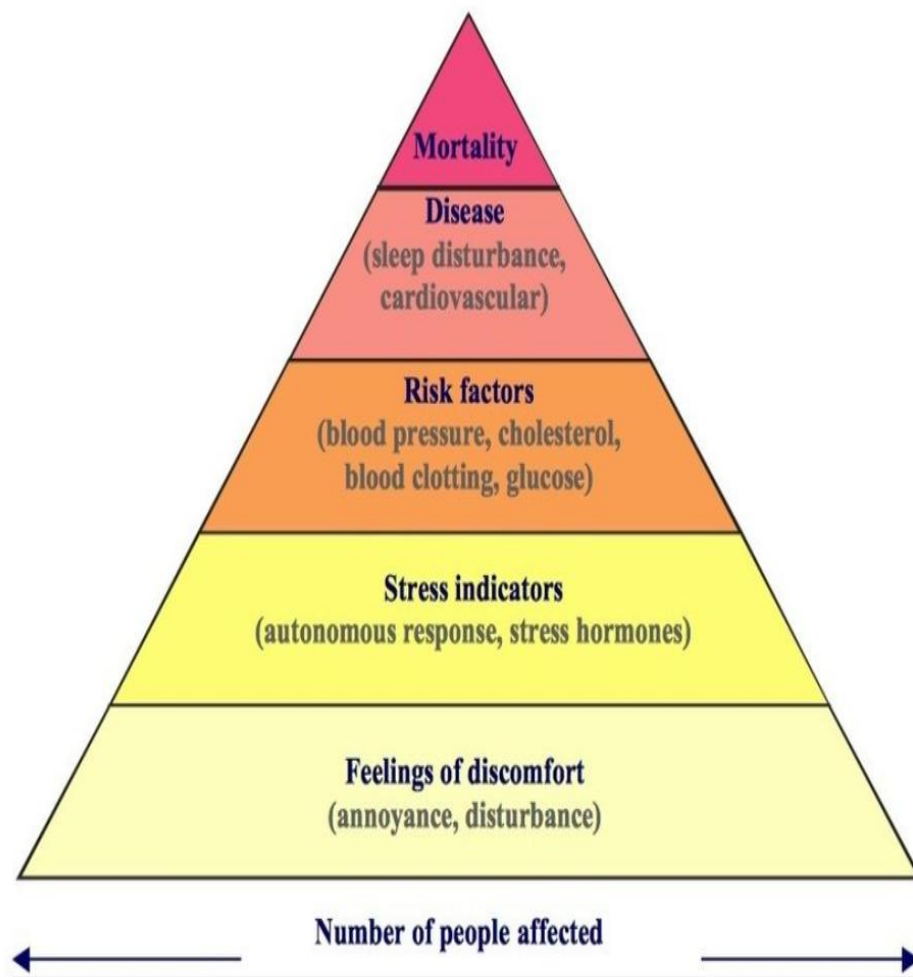 Mortality
Disease
(sleep disturbance,
cardiovascular)
Risk factors
(blood pressure, cholesterol,
blood clotting, glucose)
Stress indicators
(autonomous response, stress hormones)
Feelings of discomfort
(annoyance, disturbance)
Number of people affected